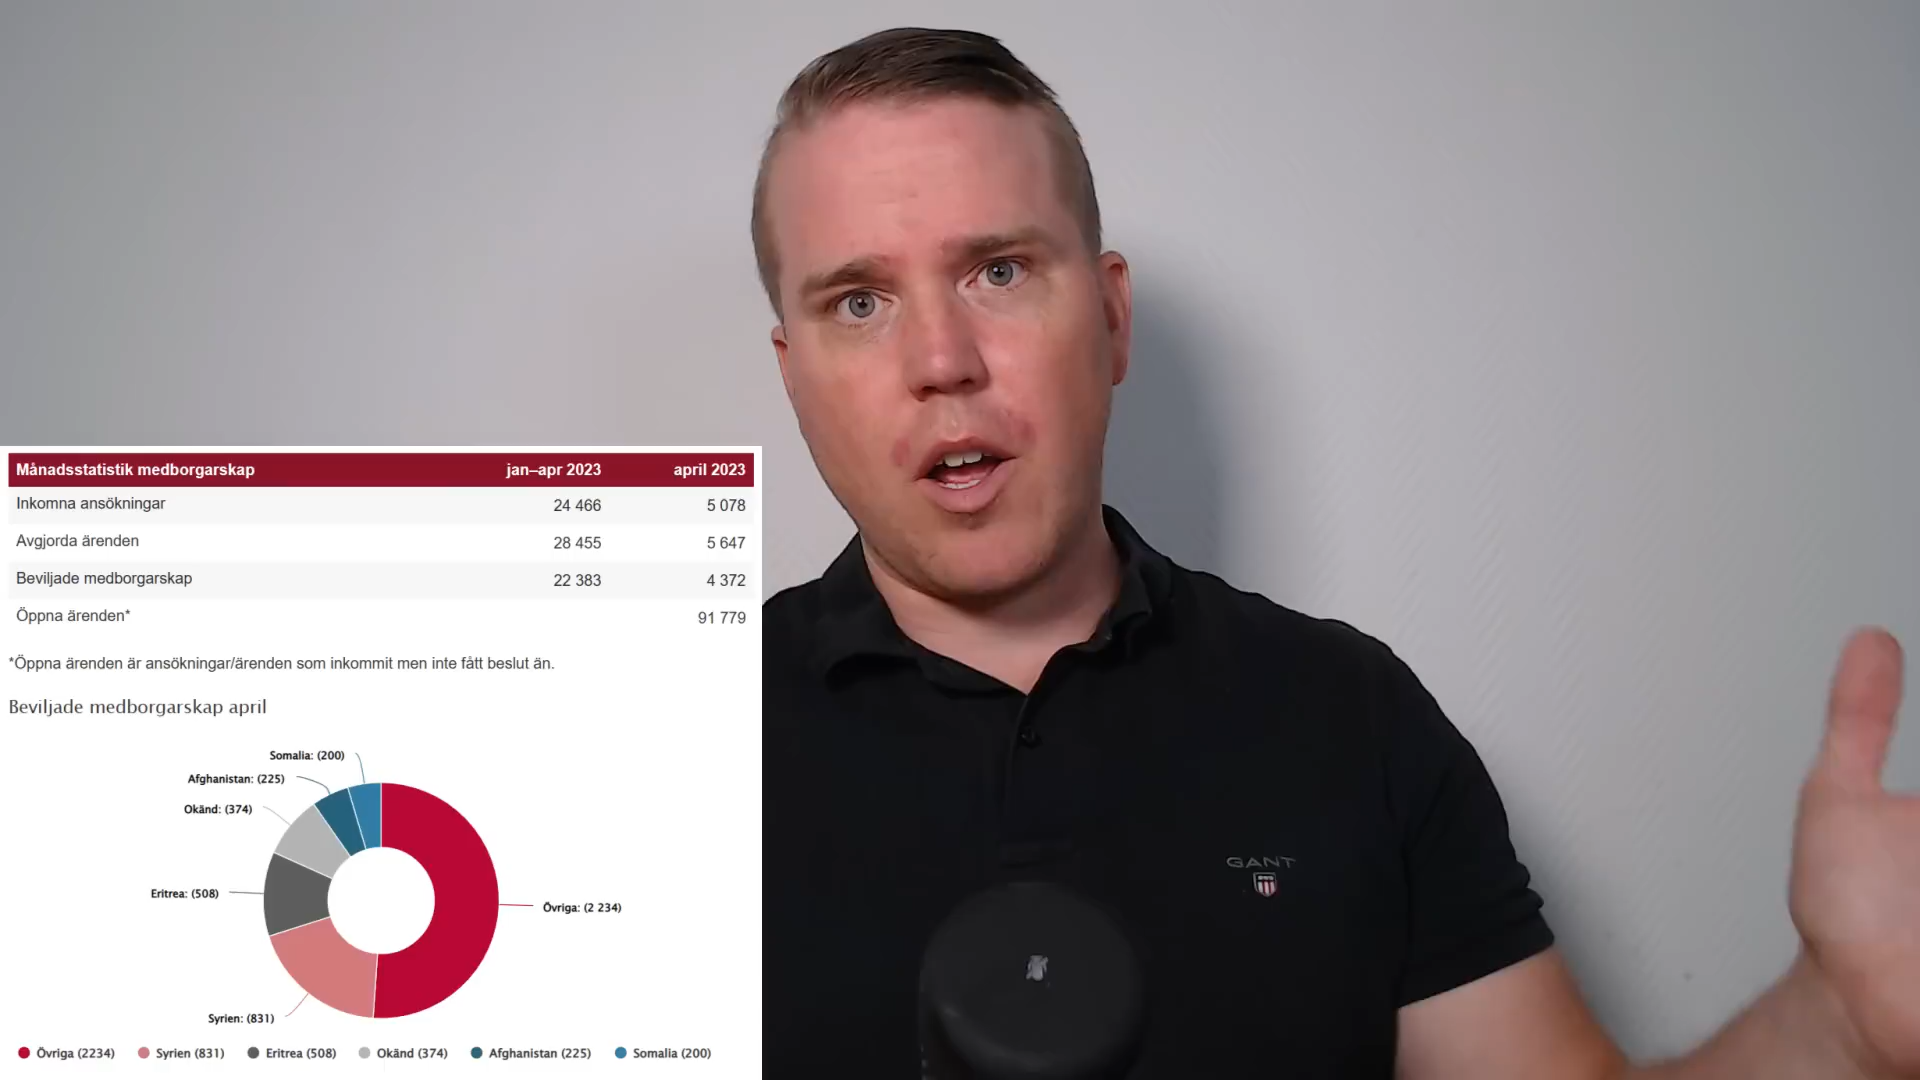 Månadsstatistik medborgarskap jan–apr 2023 april 2023
Inkomna ansökningar 24 466 5 078
Avgjorda ärenden 28 455 5 647
Beviljade medborgarskap 22 383 4 372
Öppna ärenden* 91 779
*Öppna ärenden är ansökningar/ärenden som inkommit men inte fått beslut än.
Beviljade medborgarskap april
Somalia: (200)
Afghanistan: (225)
Okänd: (374)
Eritrea: (508)
Övriga: (2 234)
Syrien: (831)
Övriga (2234) Syrien (831) Eritrea (508) Okänd (374) Afghanistan (225) Somalia (200)
GANT